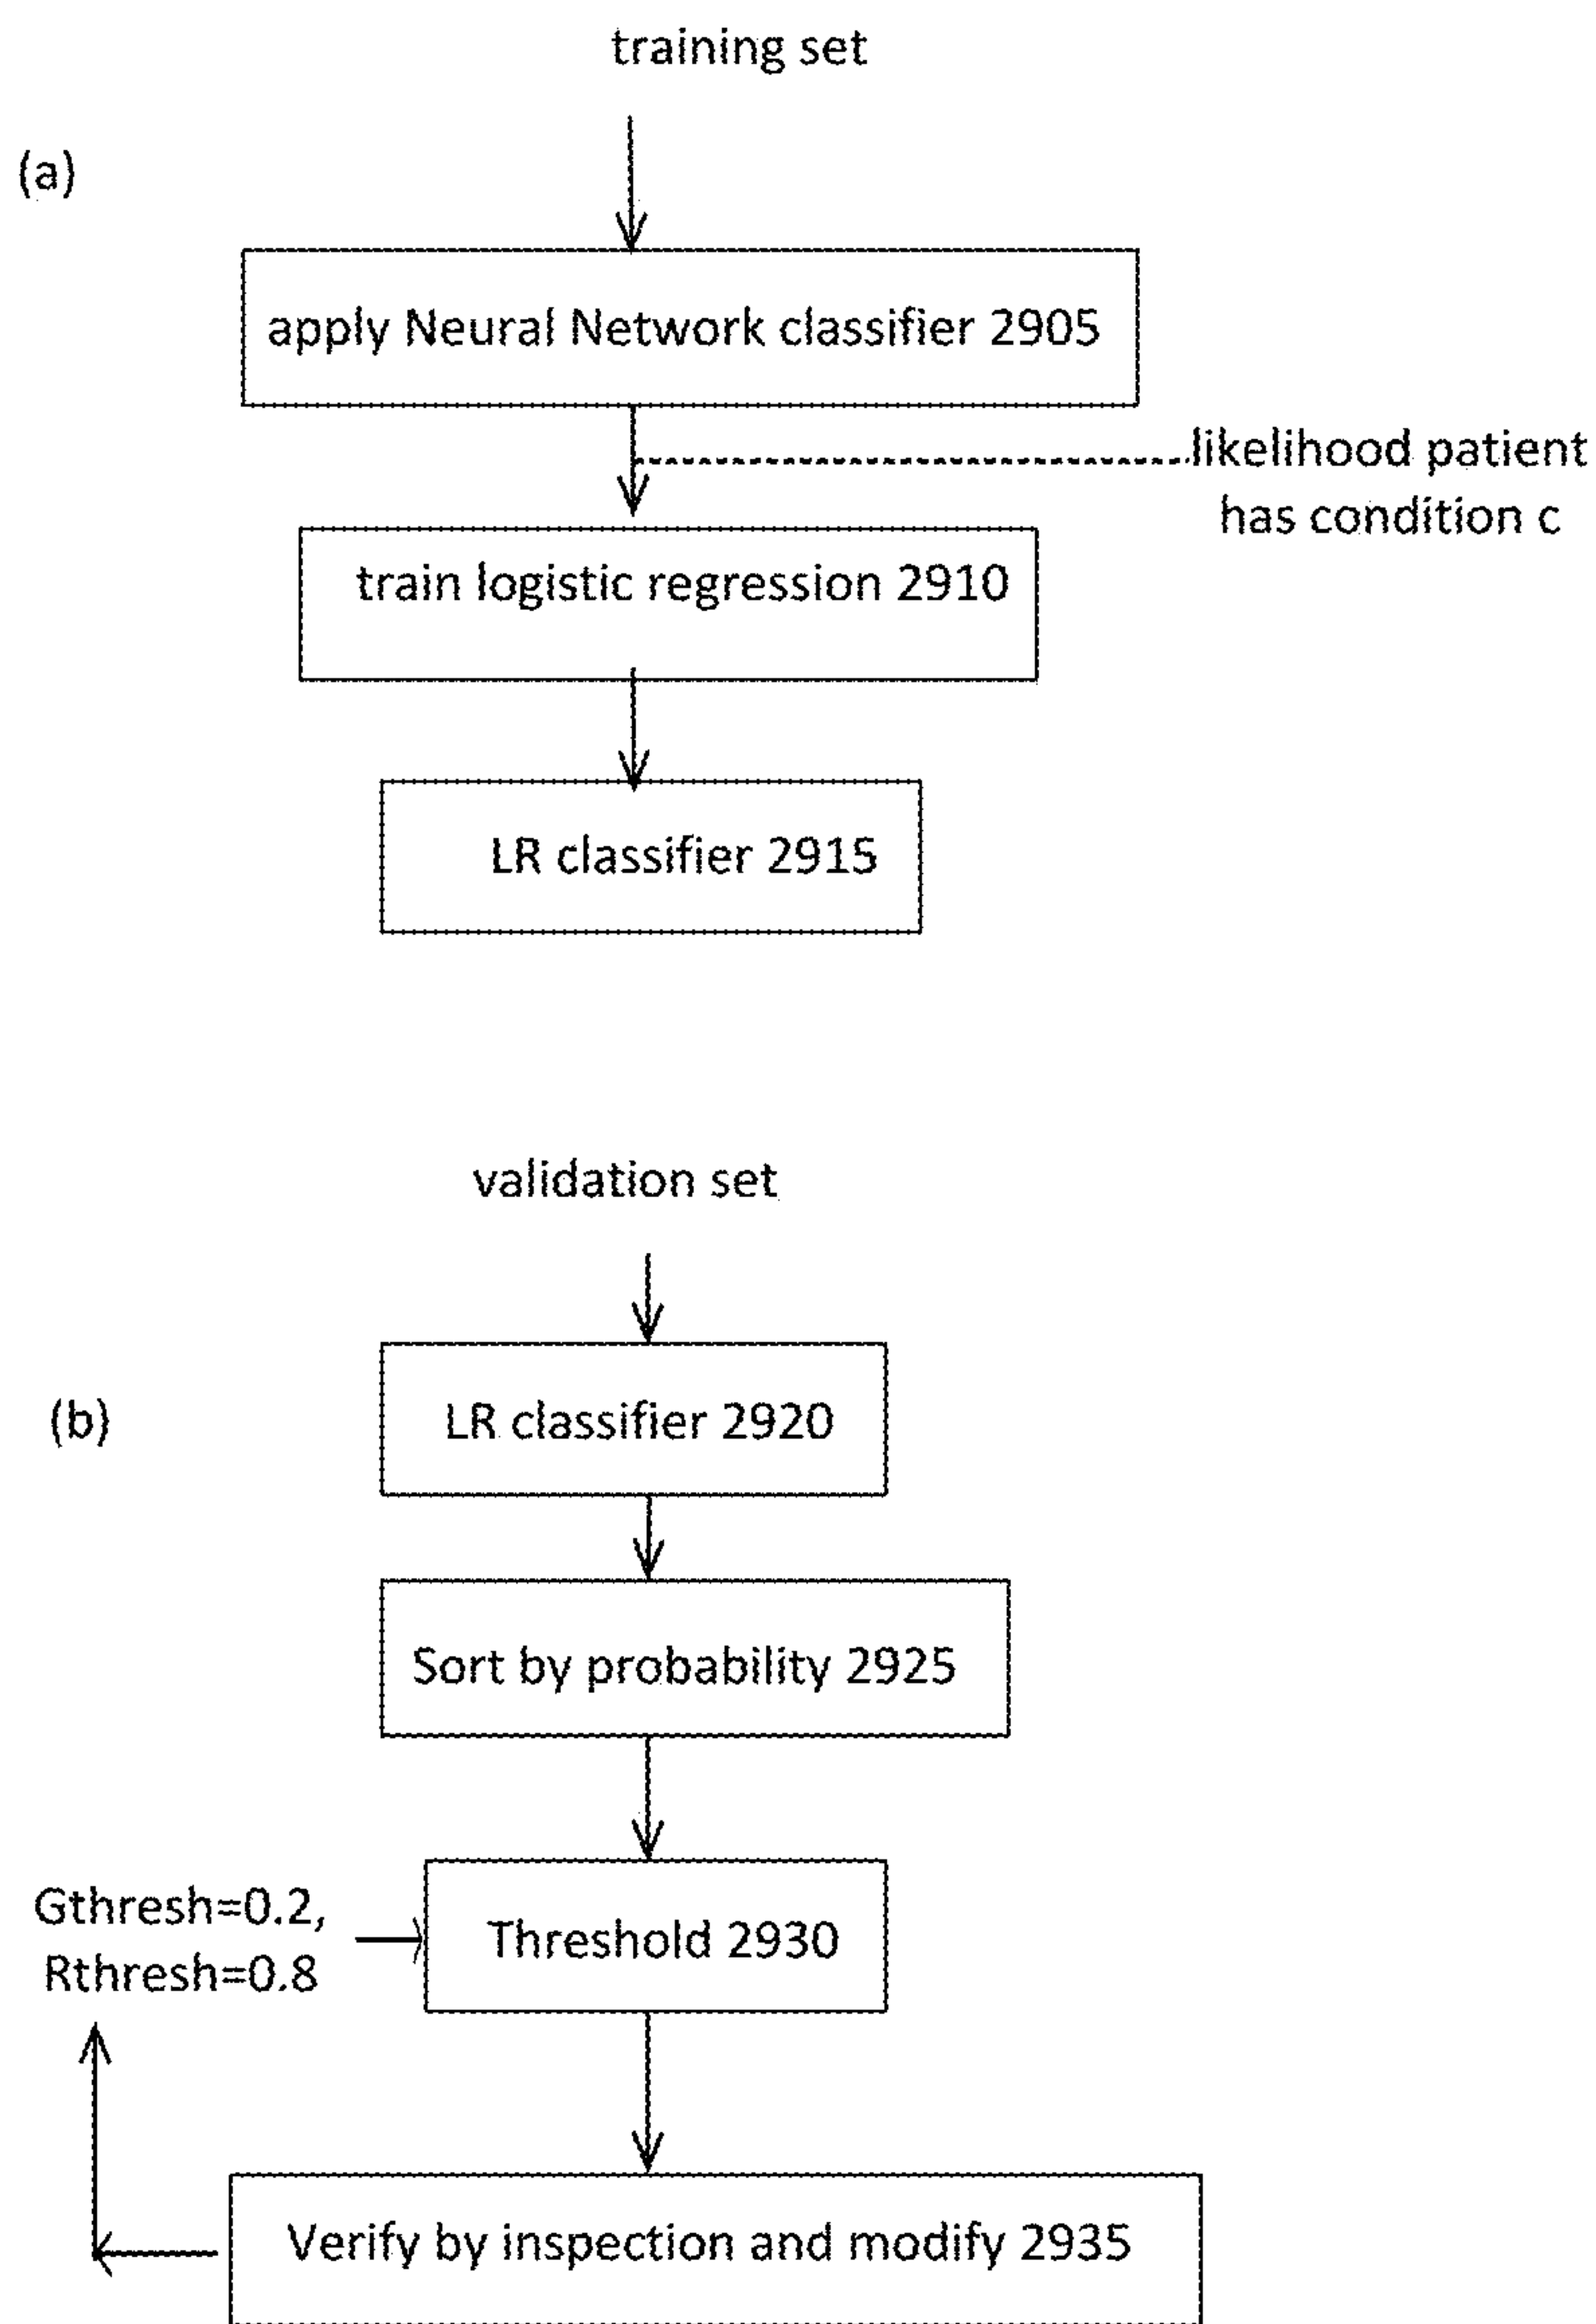 training set
(a)
apply Neural Network classifier 2905
likelihood patient
has condition c
train logistic regression 2910
LR classifier 2915
validation set
(b)
LR classifier 2920
Sort by probability 2925
Gthresh=0.2,
Rthresh=0.8
Threshold 2930
Verify by inspection and modify 2935